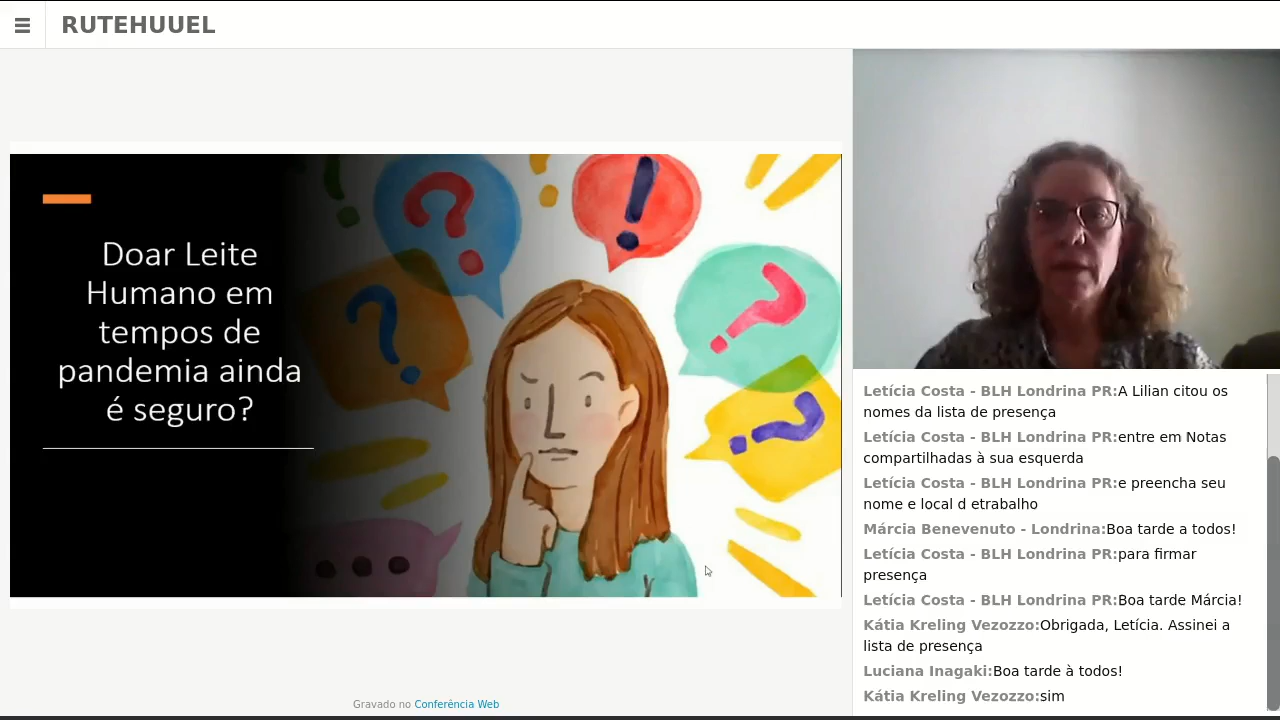 RUTEHUUEL
Doar Leite
Humano em
tempos de
pandemia ainda
é seguro?
Gravado no Conferência Web
Letícia Costa - BLH Londrina PR:A Lilian citou os
nomes da lista de presença
Letícia Costa - BLH Londrina PR:entre em Notas
compartilhadas à sua esquerda
Letícia Costa - BLH Londrina PR:e preencha seu
nome e local d etrabalho
Márcia Benevenuto - Londrina:Boa tarde a todos!
Letícia Costa - BLH Londrina PR:para firmar
presença
Letícia Costa - BLH Londrina PR:Boa tarde Márcia!
Kátia Kreling Vezozzo:Obrigada, Letícia. Assinei a
lista de presença
Luciana Inagaki:Boa tarde à todos!
Kátia Kreling Vezozzo:sim